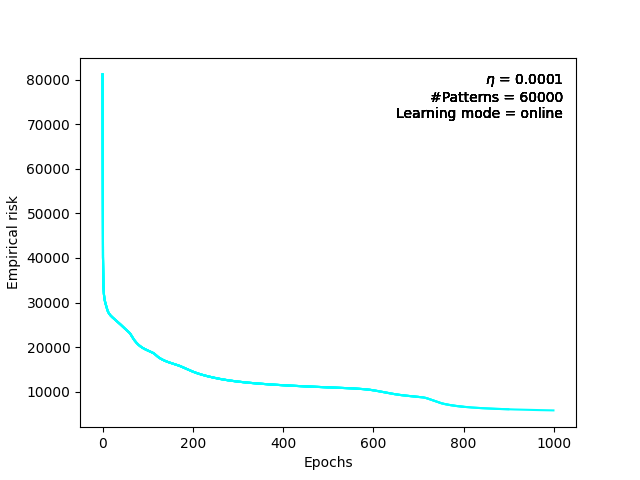 η = 0.0001
#Patterns = 60000
Learning mode = online
80000
70000
60000
50000
40000
30000
20000
10000
Empirical risk
0 200 400 600 800 1000
Epochs